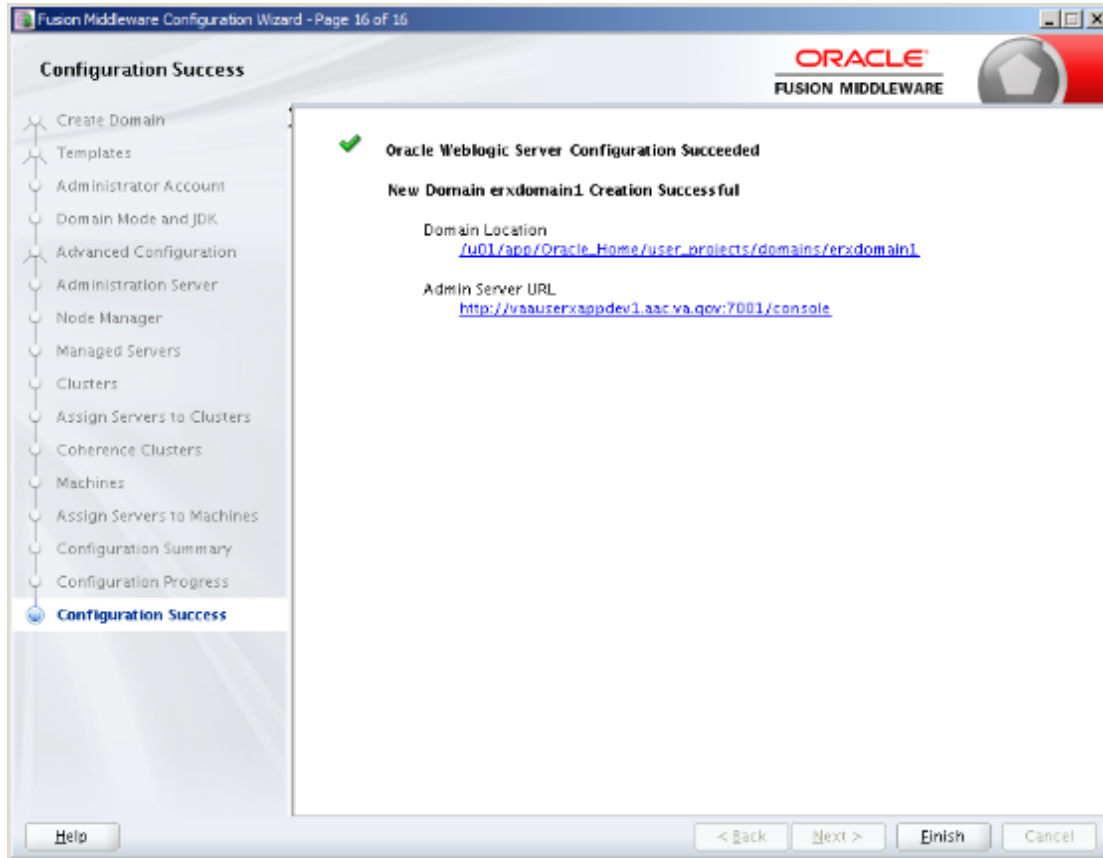 Fusion Middleware Configuration Wizard - Page 16 of 16
Configuration Success
ORACLE
FUSION MIDDLEWARE
Create Domain
Templates
Administrator Account
Domain Mode and JDK
Advanced Configuration
Administration Server
Node Manager
Managed Servers
Clusters
Assign Servers to Clusters
Coherence Clusters
Machines
Assign Servers to Machines
Configuration Summary
Configuration Progress
Configuration Success
Oracle Weblogic Server Configuration Succeeded
New Domain erxdomain1 Creation Successful
Domain Location
/u01/app/Oracle_Home/user_projects/domains/erxdomain1
Admin Server URL
http://vaauserxappdev1.aac.va.gov:7001/console
Help
< Back
Next >
Finish
Cancel